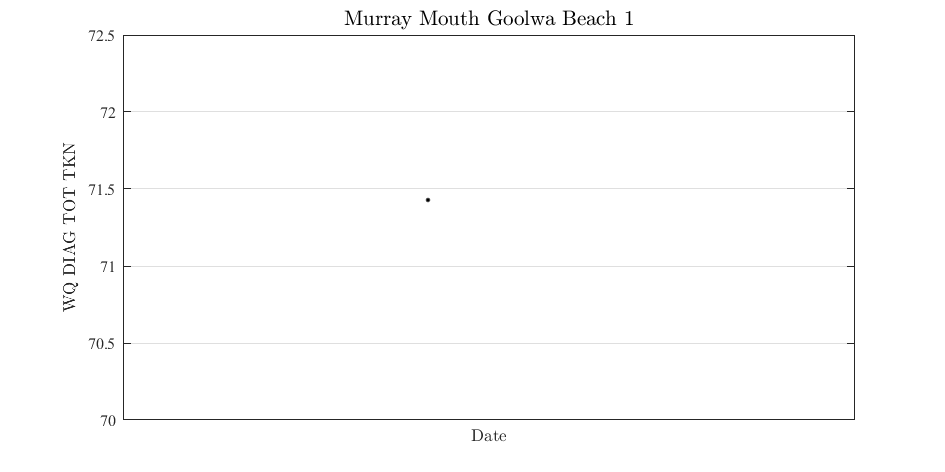 Murray Mouth Goolwa Beach 1
72.5
72
71.5
71
70.5
70
WQ DIAG TOT TKN
Date